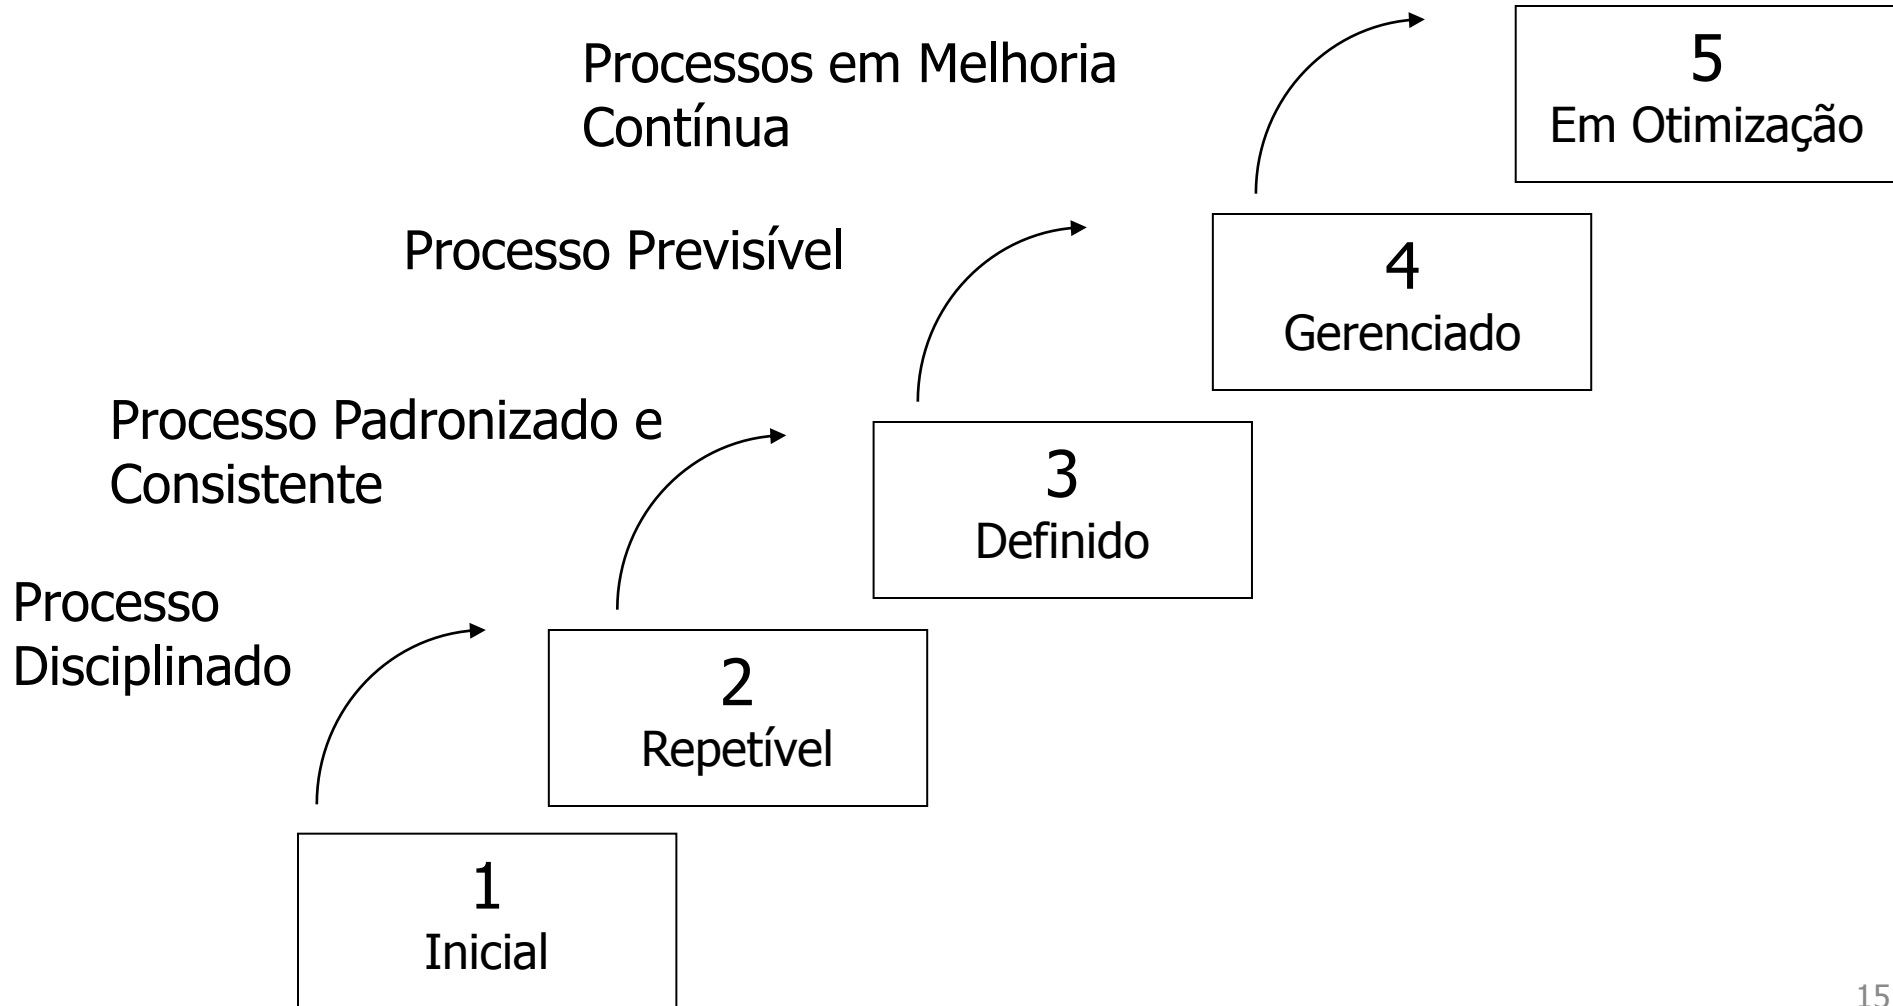 Processos em Melhoria
Contínua
5
Em Otimização
Processo Previsível
4
Gerenciado
Processo Padronizado e
Consistente
3
Definido
Processo
Disciplinado
2
Repetível
1
Inicial
15